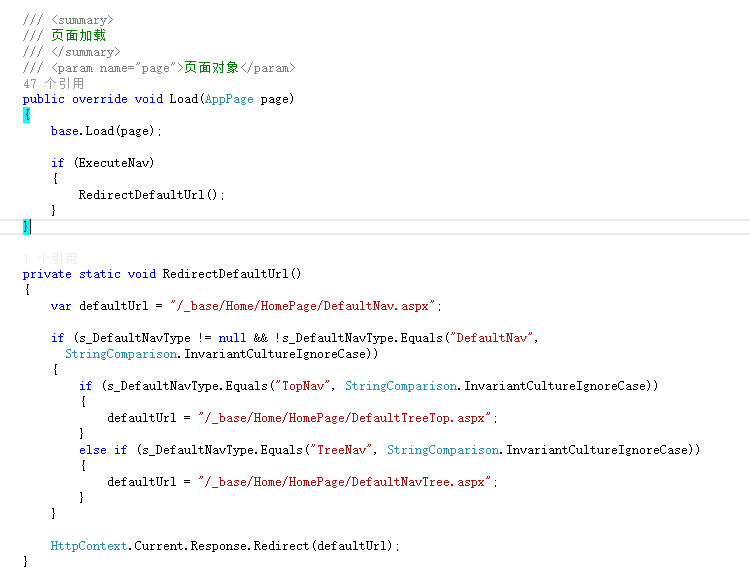 /// <summary>
/// 页面加载
/// </summary>
/// <param name="page">页面对象</param>
47 个引用
public override void Load(AppPage page)
{
base.Load(page);
if (ExecuteNav)
{
RedirectDefaultUrl();
}
}
1 个引用
private static void RedirectDefaultUrl()
{
var defaultUrl = "/_base/Home/HomePage/DefaultNav.aspx";
if (s_DefaultNavType != null && !s_DefaultNavType.Equals("DefaultNav",
StringComparison.InvariantCultureIgnoreCase))
{
if (s_DefaultNavType.Equals("TopNav", StringComparison.InvariantCultureIgnoreCase))
{
defaultUrl = "/_base/Home/HomePage/DefaultTreeTop.aspx";
}
else if (s_DefaultNavType.Equals("TreeNav", StringComparison.InvariantCultureIgnoreCase))
{
defaultUrl = "/_base/Home/HomePage/DefaultNavTree.aspx";
}
}
HttpContext.Current.Response.Redirect(defaultUrl);
}